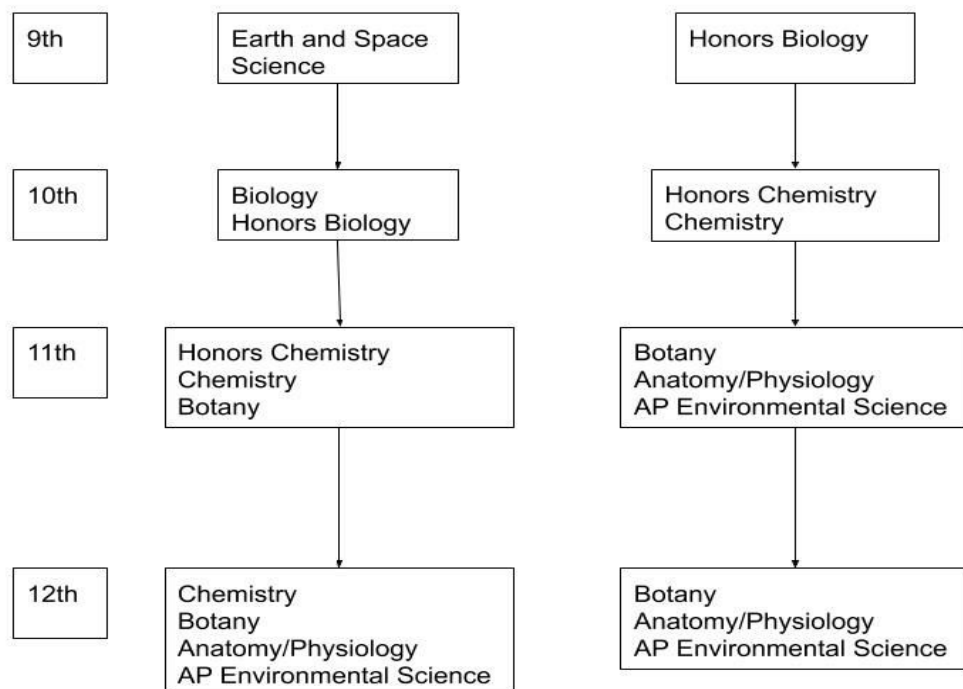 9th
Earth and Space
Science
Honors Biology
10th
Biology
Honors Biology
Honors Chemistry
Chemistry
11th
Honors Chemistry
Chemistry
Botany
Botany
Anatomy/Physiology
AP Environmental Science
12th
Chemistry
Botany
Anatomy/Physiology
AP Environmental Science
Botany
Anatomy/Physiology
AP Environmental Science